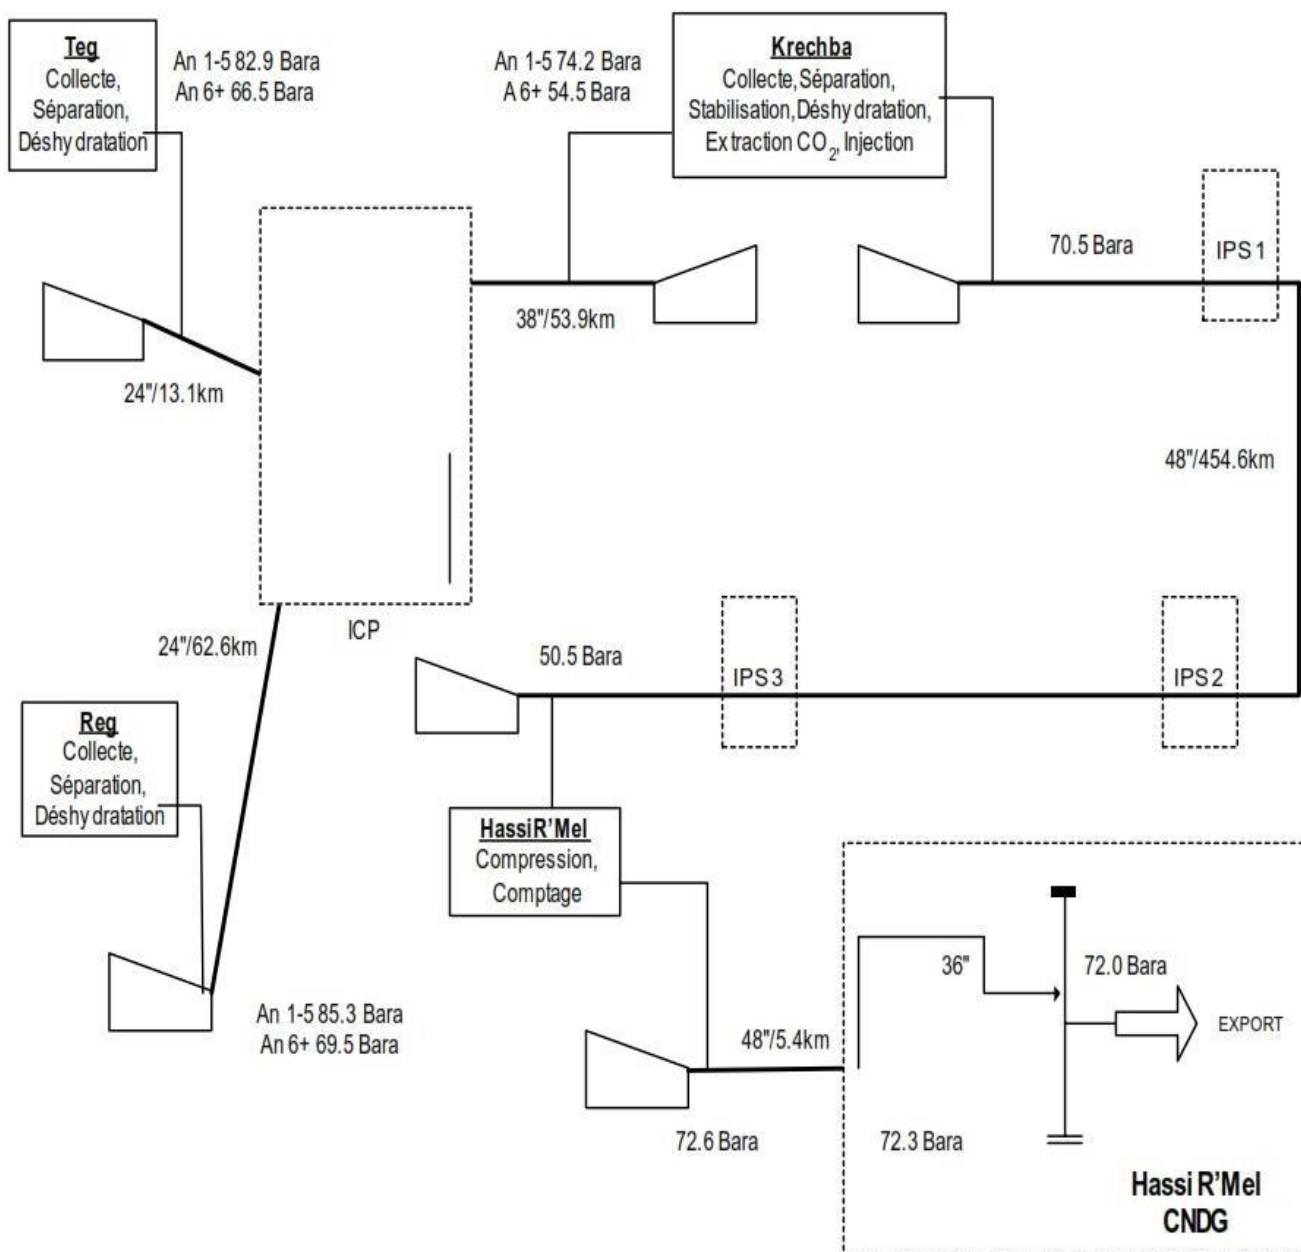 Teg
Collecte,
Séparation,
Déshy dratation
An 1-5 82.9 Bara
An 6+ 66.5 Bara
An 1-5 74.2 Bara
A 6+ 54.5 Bara
Krechba
Collecte, Séparation,
Stabilisation, Déshy dratation,
Extraction CO2, Injection
70.5 Bara
IPS 1
38"/53.9km
24"/13.1km
48"/454.6km
ICP
24"/62.6km
50.5 Bara
IPS 3
IPS 2
Reg
Collecte,
Séparation,
Déshy dratation
Hassi R'Mel
Compression,
Comptage
An 1-5 85.3 Bara
An 6+ 69.5 Bara
36"
72.0 Bara
EXPORT
48"/5.4km
72.6 Bara
72.3 Bara
Hassi R'Mel
CNDG